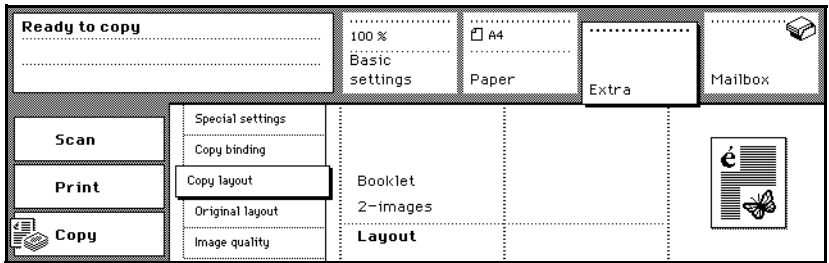 Ready to copy
100 %
Basic
settings
A4
Paper
Extra
Mailbox
Scan
Print
Copy
Special settings
Copy binding
Copy layout
Original layout
Image quality
Booklet
2-images
Layout
é